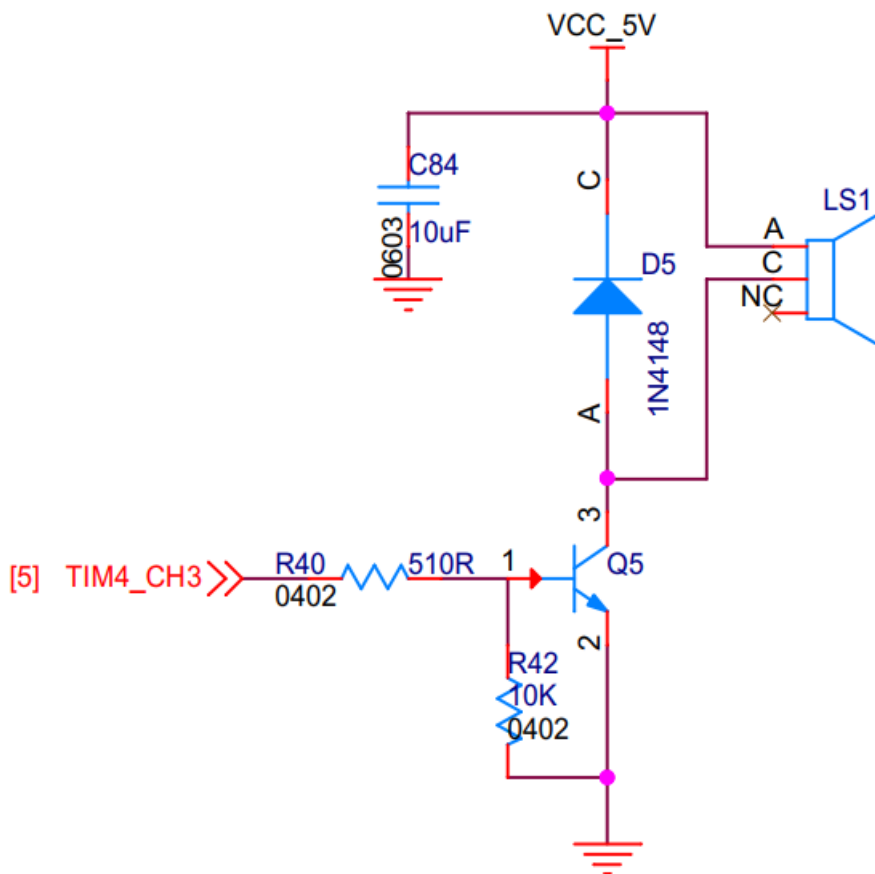 VCC_5V
C84
10uF
0603
C
D5
1N4148
A
LS1
A
C
NC
3
[5] TIM4_CH3
R40
510R
0402
1
Q5
2
R42
10K
0402